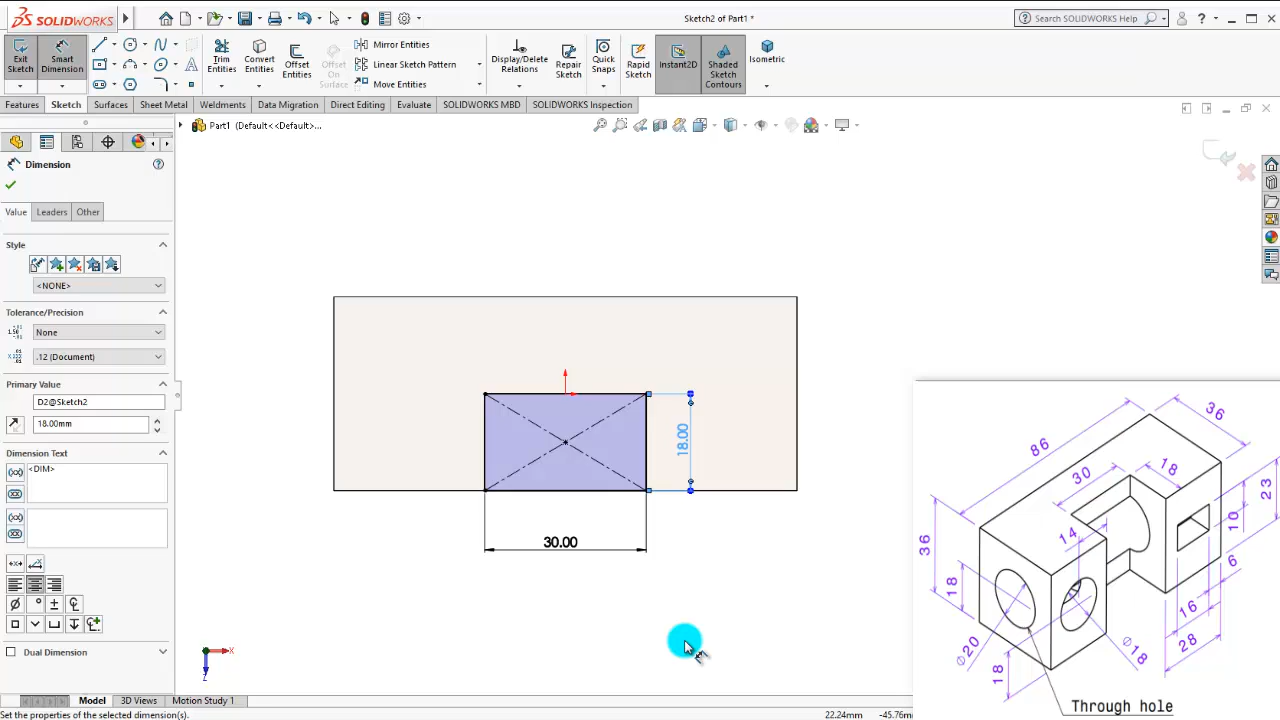 SOLIDWORKS
Sketch2 of Part1 *
Search SOLIDWORKS Help
Exit Sketch
Smart Dimension
Trim Entities
Convert Entities
Offset Entities
Offset On Surface
Mirror Entities
Linear Sketch Pattern
Move Entities
Display/Delete Relations
Repair Sketch
Quick Snaps
Rapid Sketch
Instant2D
Shaded Sketch Contours
Isometric
Features
Sketch
Surfaces
Sheet Metal
Weldments
Data Migration
Direct Editing
Evaluate
SOLIDWORKS MBD
SOLIDWORKS Inspection
Part1 (Default<<Default>...
Dimension
Value
Leaders
Other
Style
<NONE>
Tolerance/Precision
None
.12 (Document)
Primary Value
D2@Sketch2
18.00mm
Dimension Text
<DIM>
Dual Dimension
18.00
30.00
X
Z
86
36
30
18
14
36
18
10
23
6
16
28
Ø20
18
Ø18
Through hole
Model
3D Views
Motion Study 1
Set the properties of the selected dimension(s).
22.24mm
-45.76m